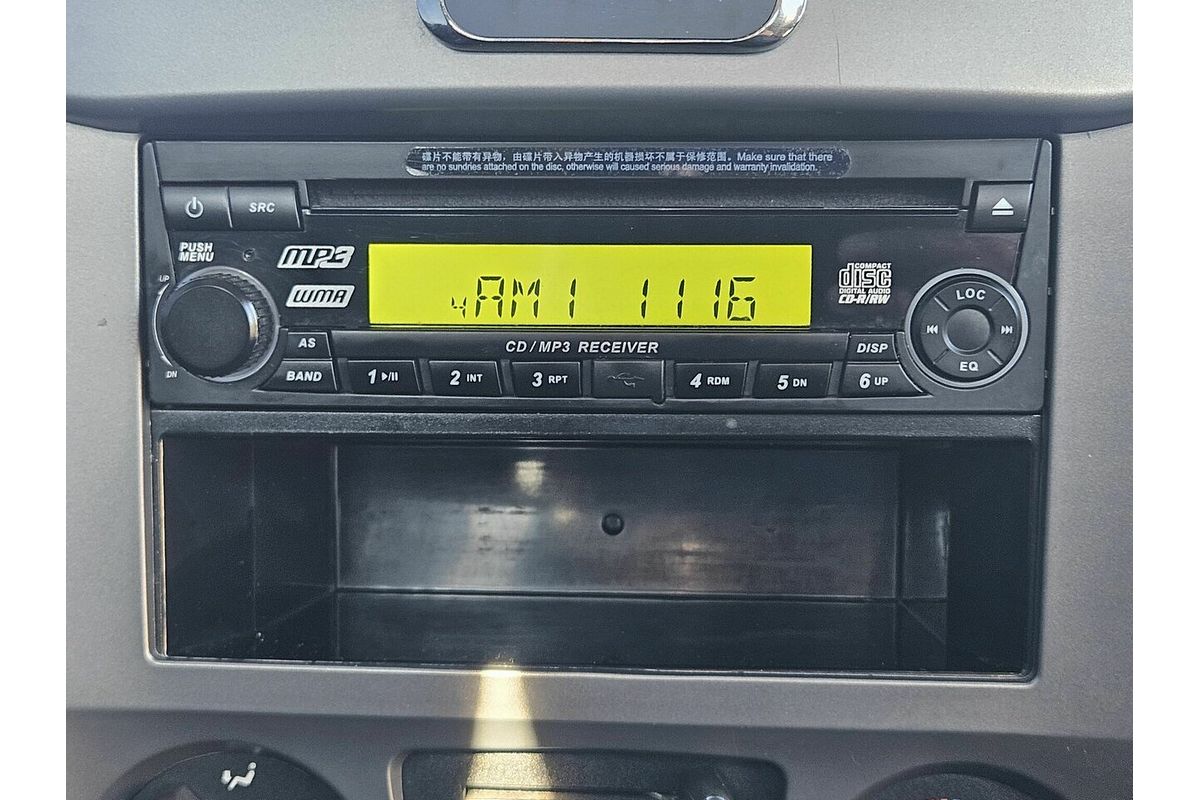 碟片不能带有异物，由碟片带入异物产生的机器损坏不属于保修范围。Make sure that there
are no sundries attached on the disc, otherwise will caused serious damage and warranty invalidation.
SRC
PUSH
MENU
UP
DN
MP3
WMA
4 AM1 1116
COMPACT
disc
DIGITAL AUDIO
CD-R/RW
LOC
EQ
AS
CD/MP3 RECEIVER
DISP
BAND
1 2 INT 3 RPT 4 RDM 5 DN 6 UP